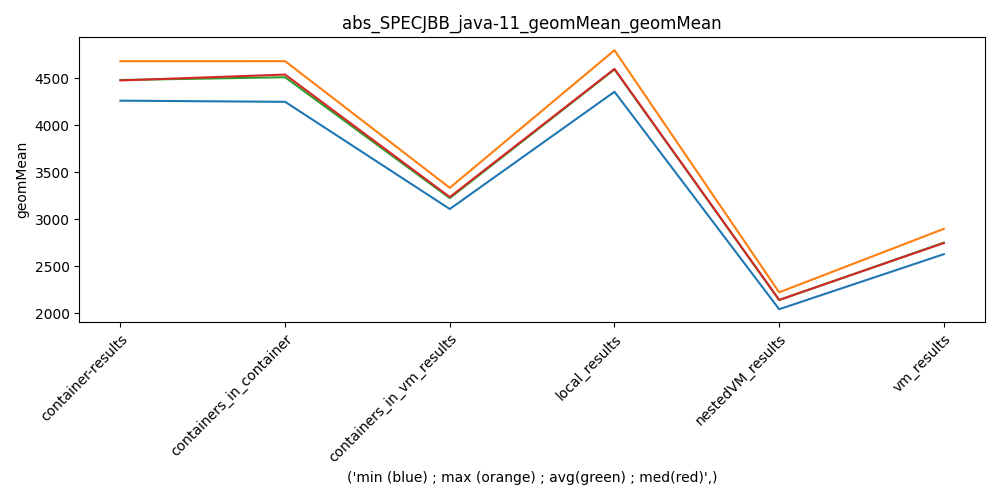 abs_SPECJBB_java-11_geomMean_geomMean
geomMean
4500
4000
3500
3000
2500
2000
container-results
containers_in_container
containers_in_vm_results
local_results
nestedVM_results
vm_results
('min (blue) ; max (orange) ; avg(green) ; med(red)',)